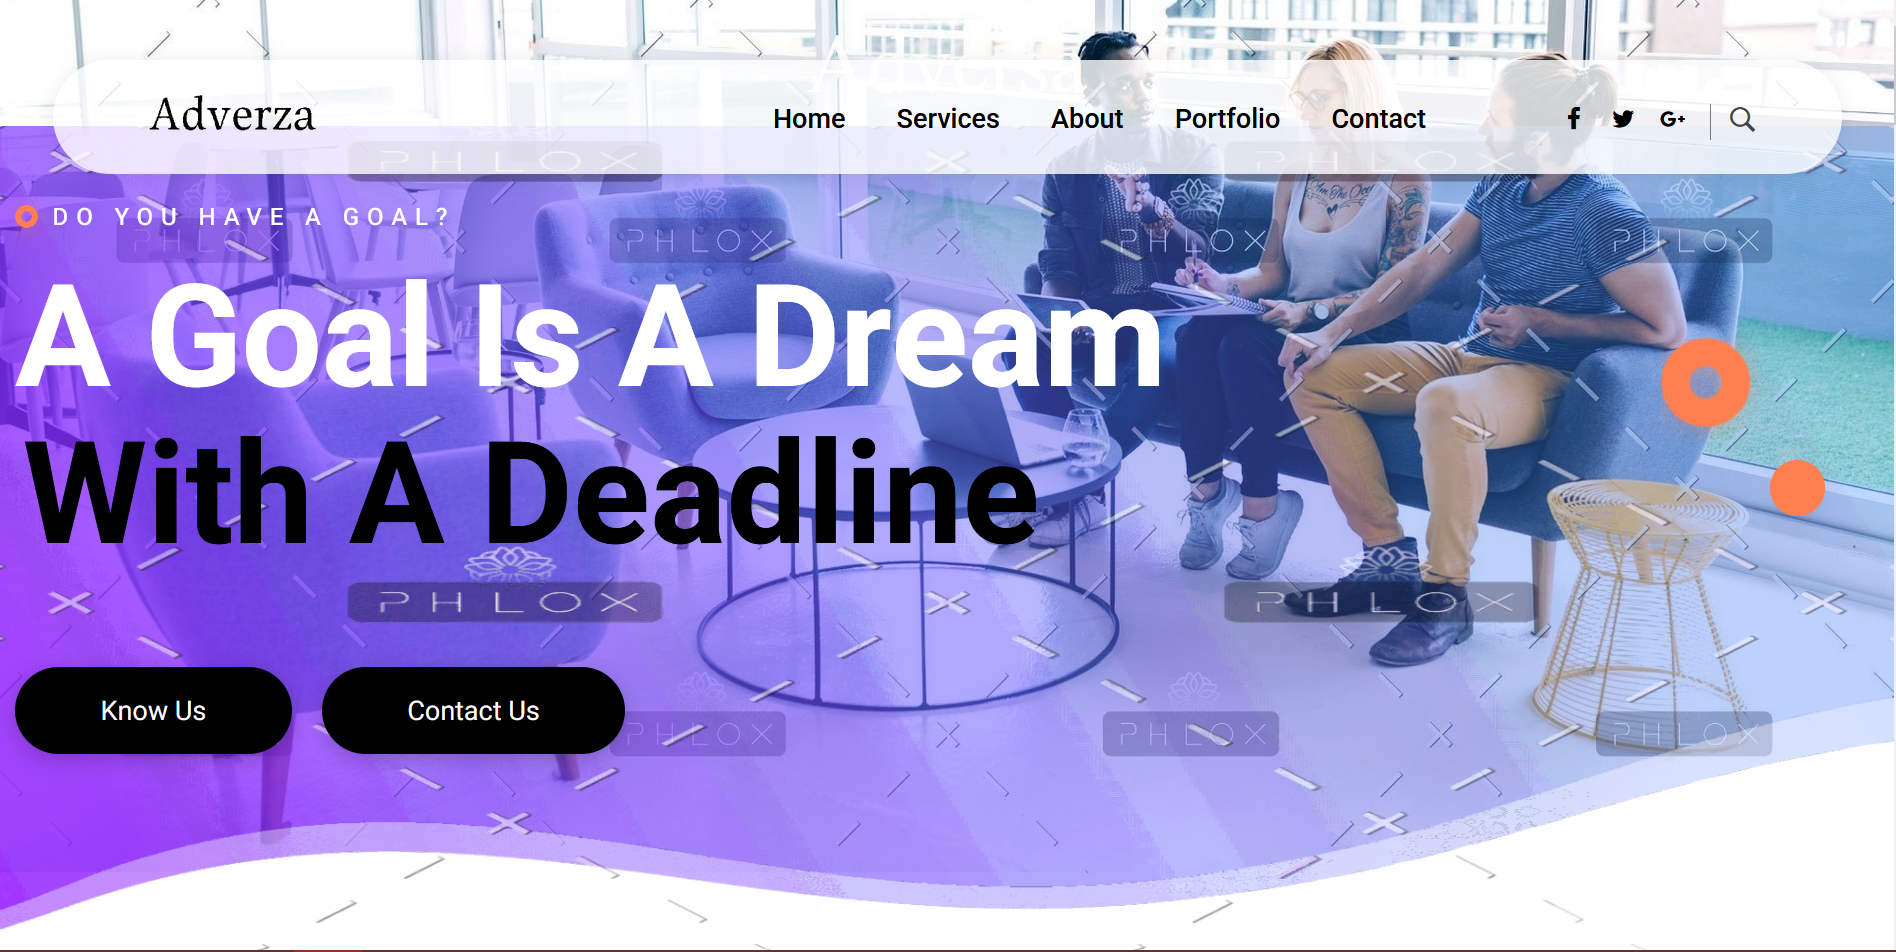 Adversa
Adverza
Home Services About Portfolio Contact
PHLOX PHLOX
DO YOU HAVE A GOAL?
PHLOX PHLOX PHLOX PHLOX
A Goal Is A Dream
With A Deadline
PHLOX PHLOX
Know Us Contact Us
PHLOX PHLOX PHLOX